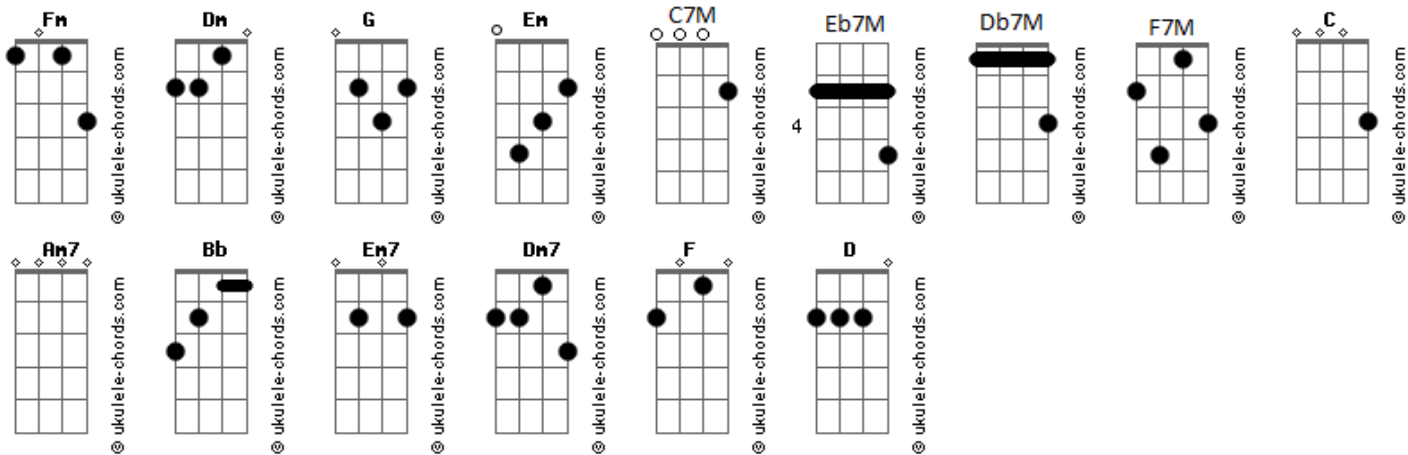 Fm Dm G Em C7M Eb7M Db7M F7M C
© ukulele-chords.com © ukulele-chords.com © ukulele-chords.com © ukulele-chords.com © ukulele-chords.com © ukulele-chords.com © ukulele-chords.com © ukulele-chords.com © ukulele-chords.com
4
Am7 Bb Em7 Dm7 F D
© ukulele-chords.com © ukulele-chords.com © ukulele-chords.com © ukulele-chords.com © ukulele-chords.com © ukulele-chords.com